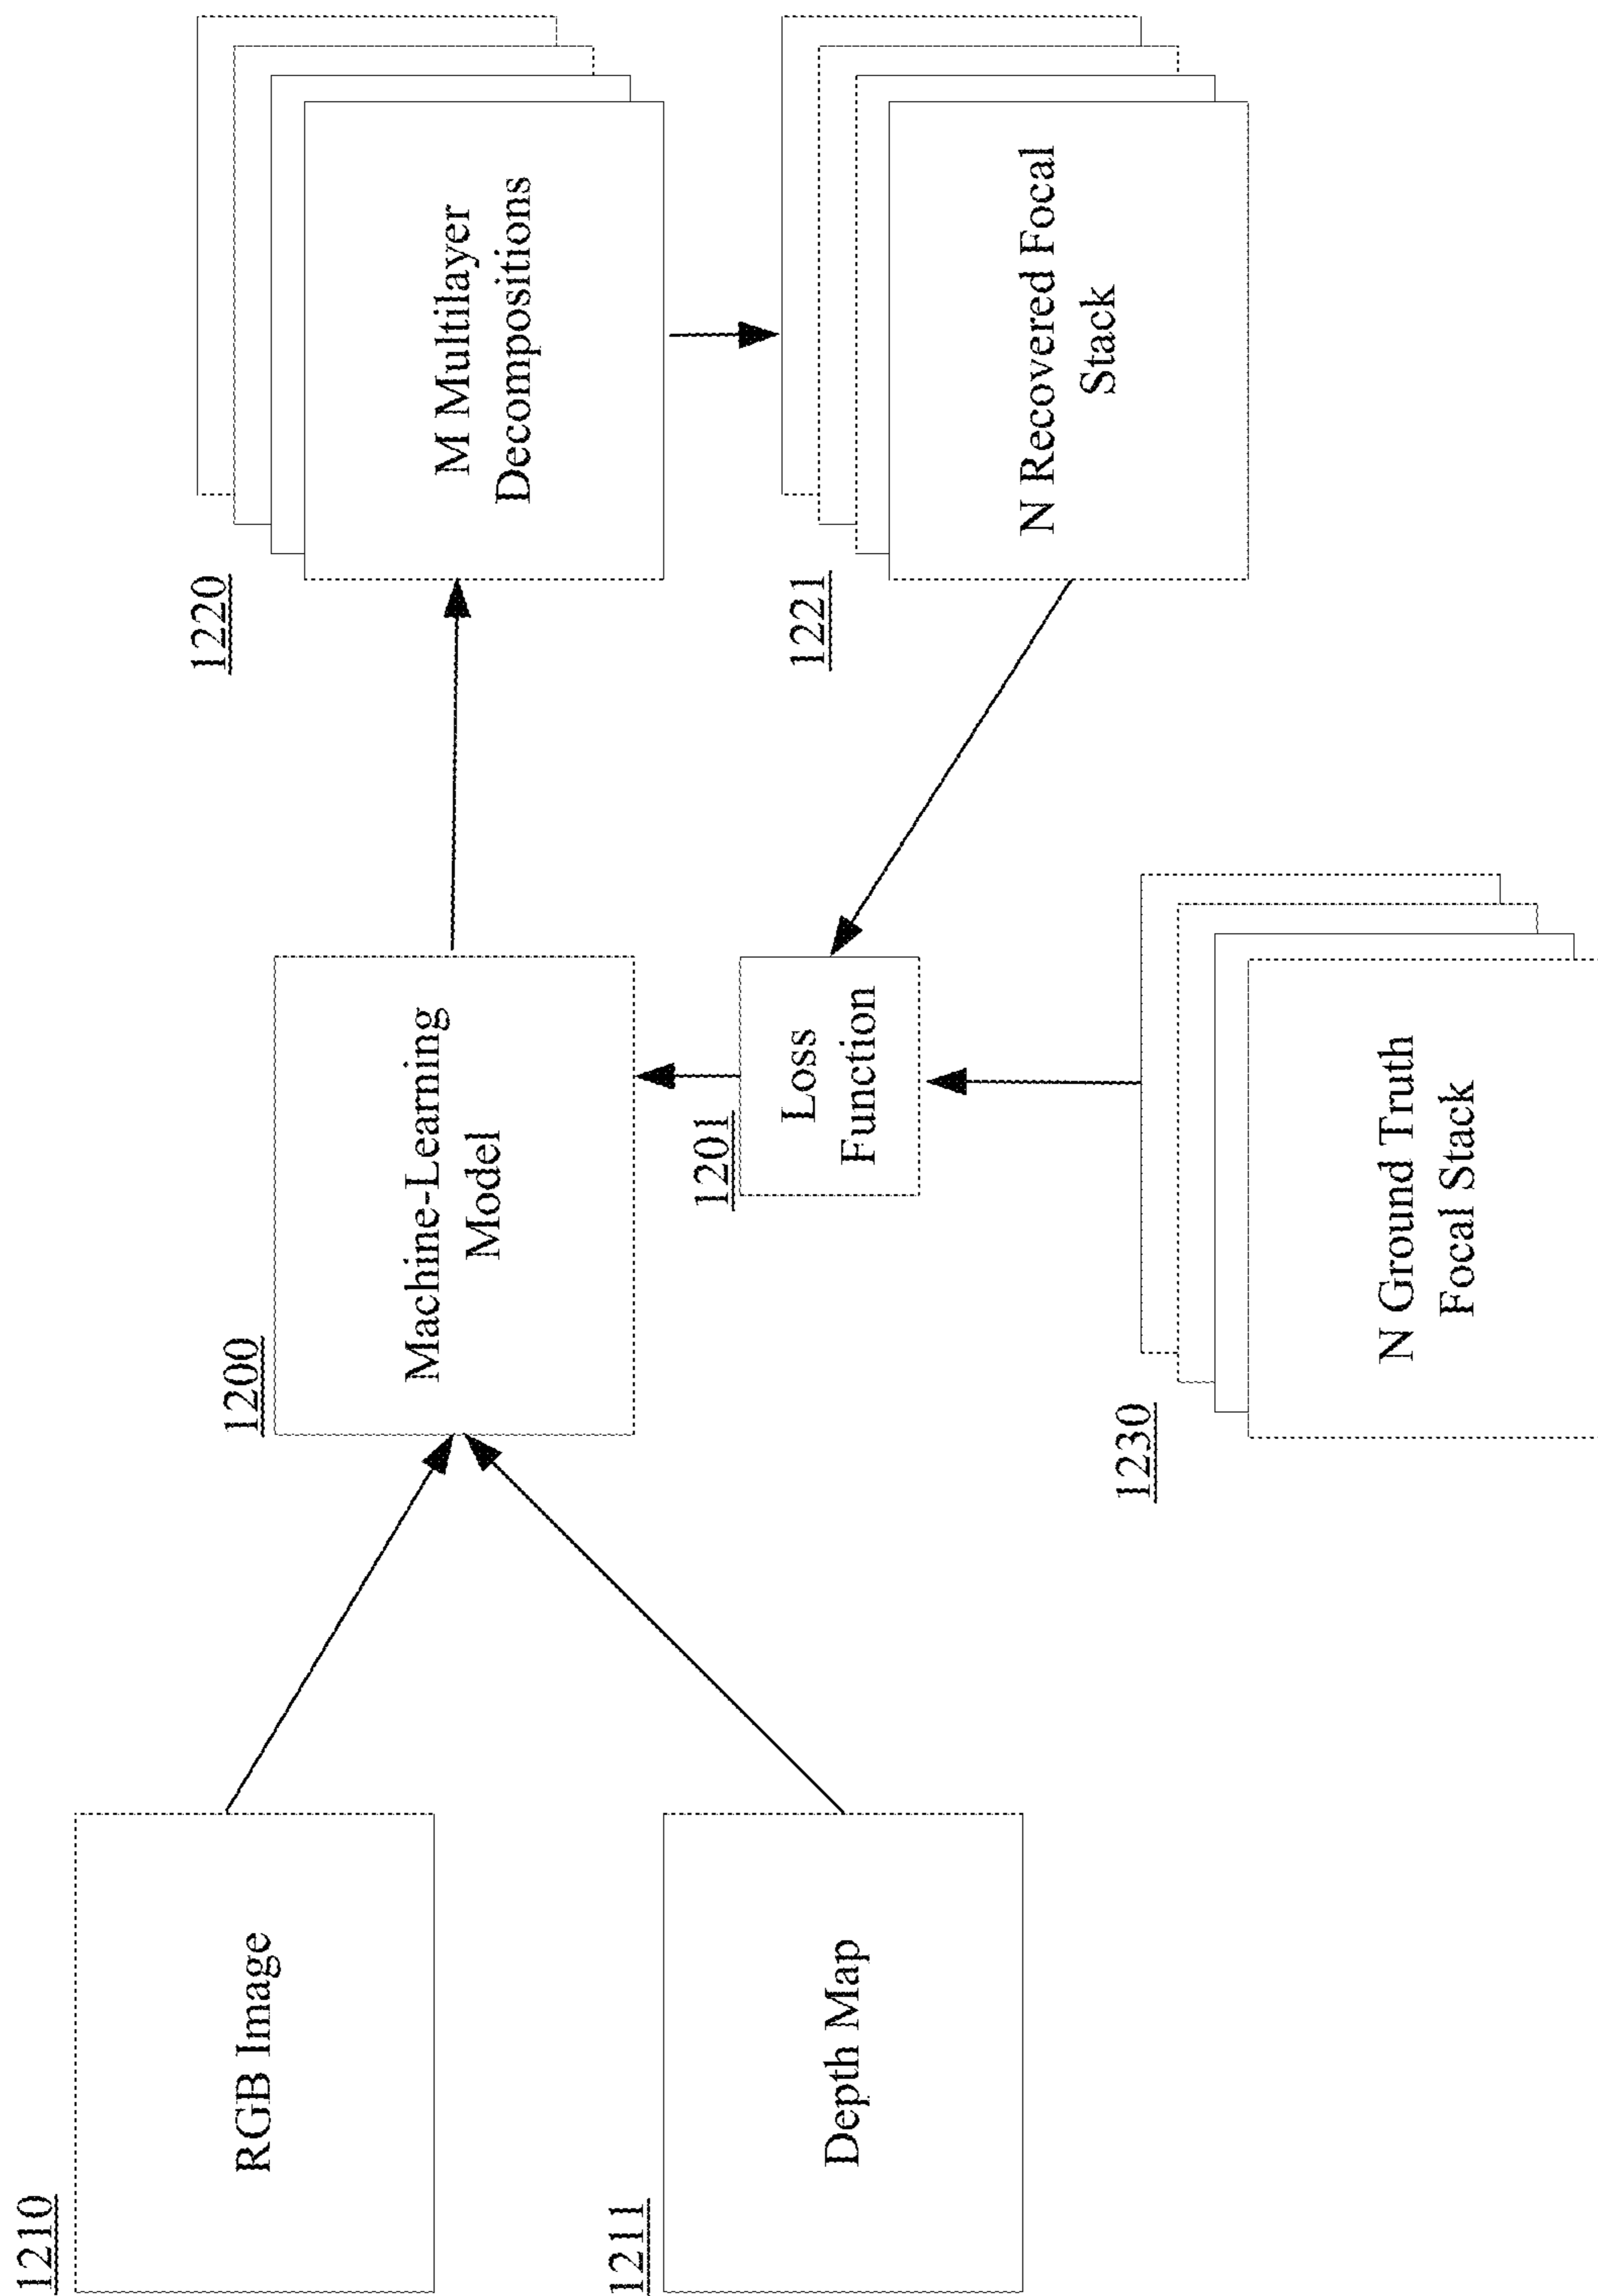 1210
RGB Image
1211
Depth Map
1200
Machine-Learning
Model
1201
Loss
Function
1230
N Ground Truth
Focal Stack
1220
M Multilayer
Decompositions
1221
N Recovered Focal
Stack